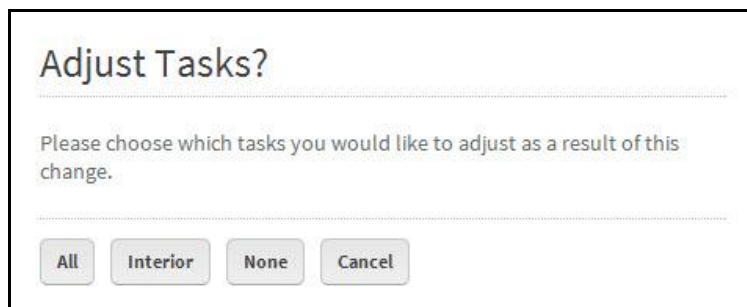 Adjust Tasks?
Please choose which tasks you would like to adjust as a result of this
change.
All Interior None Cancel